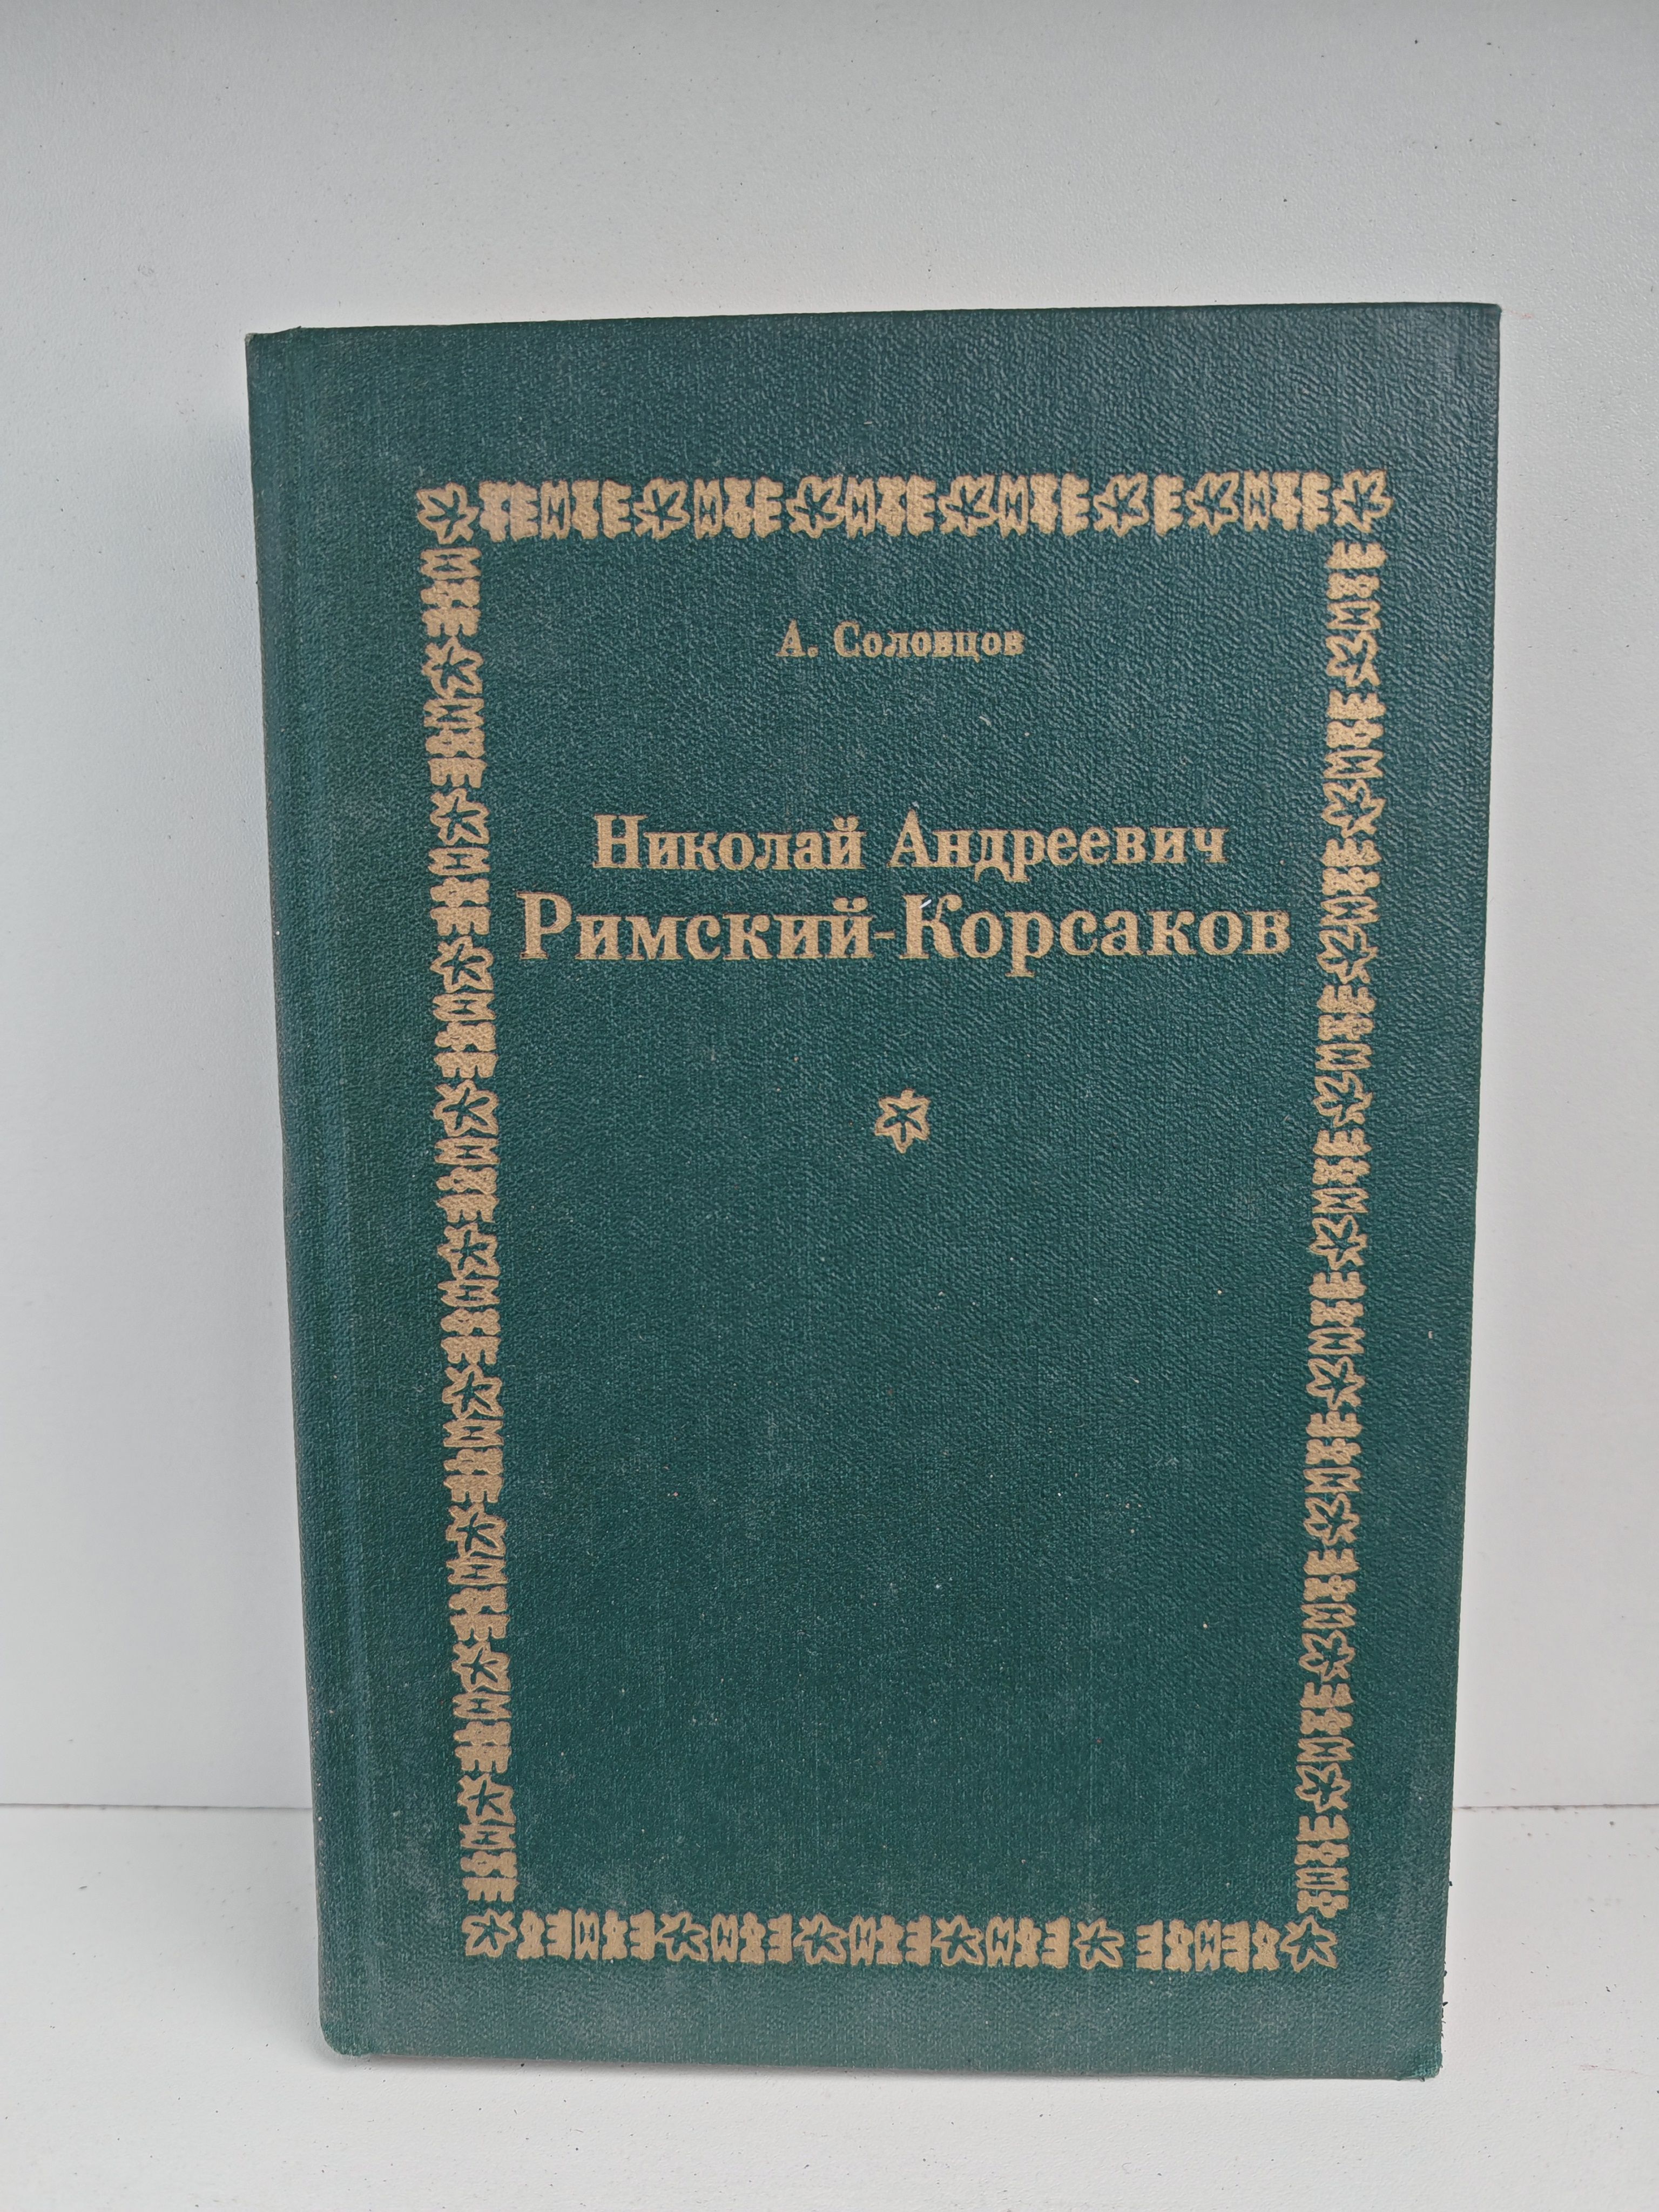 А. Соловцов
Николай Андреевич
Римский-Корсаков